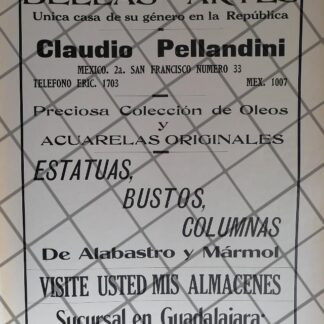 BELLAS ARTES
Unica casa de su género en la República
Claudio Pellandini
MEXICO. 2a. SAN FRANCISCO NUMERO 33
TELEFONO ERIC. 1703 MEX. 1007
Preciosa Colección de Oleos
y
ACUARELAS ORIGINALES
ESTATUAS,
BUSTOS,
COLUMNAS
De Alabastro y Mármol
VISITE USTED MIS ALMACENES
Sucursal en Guadalajara: